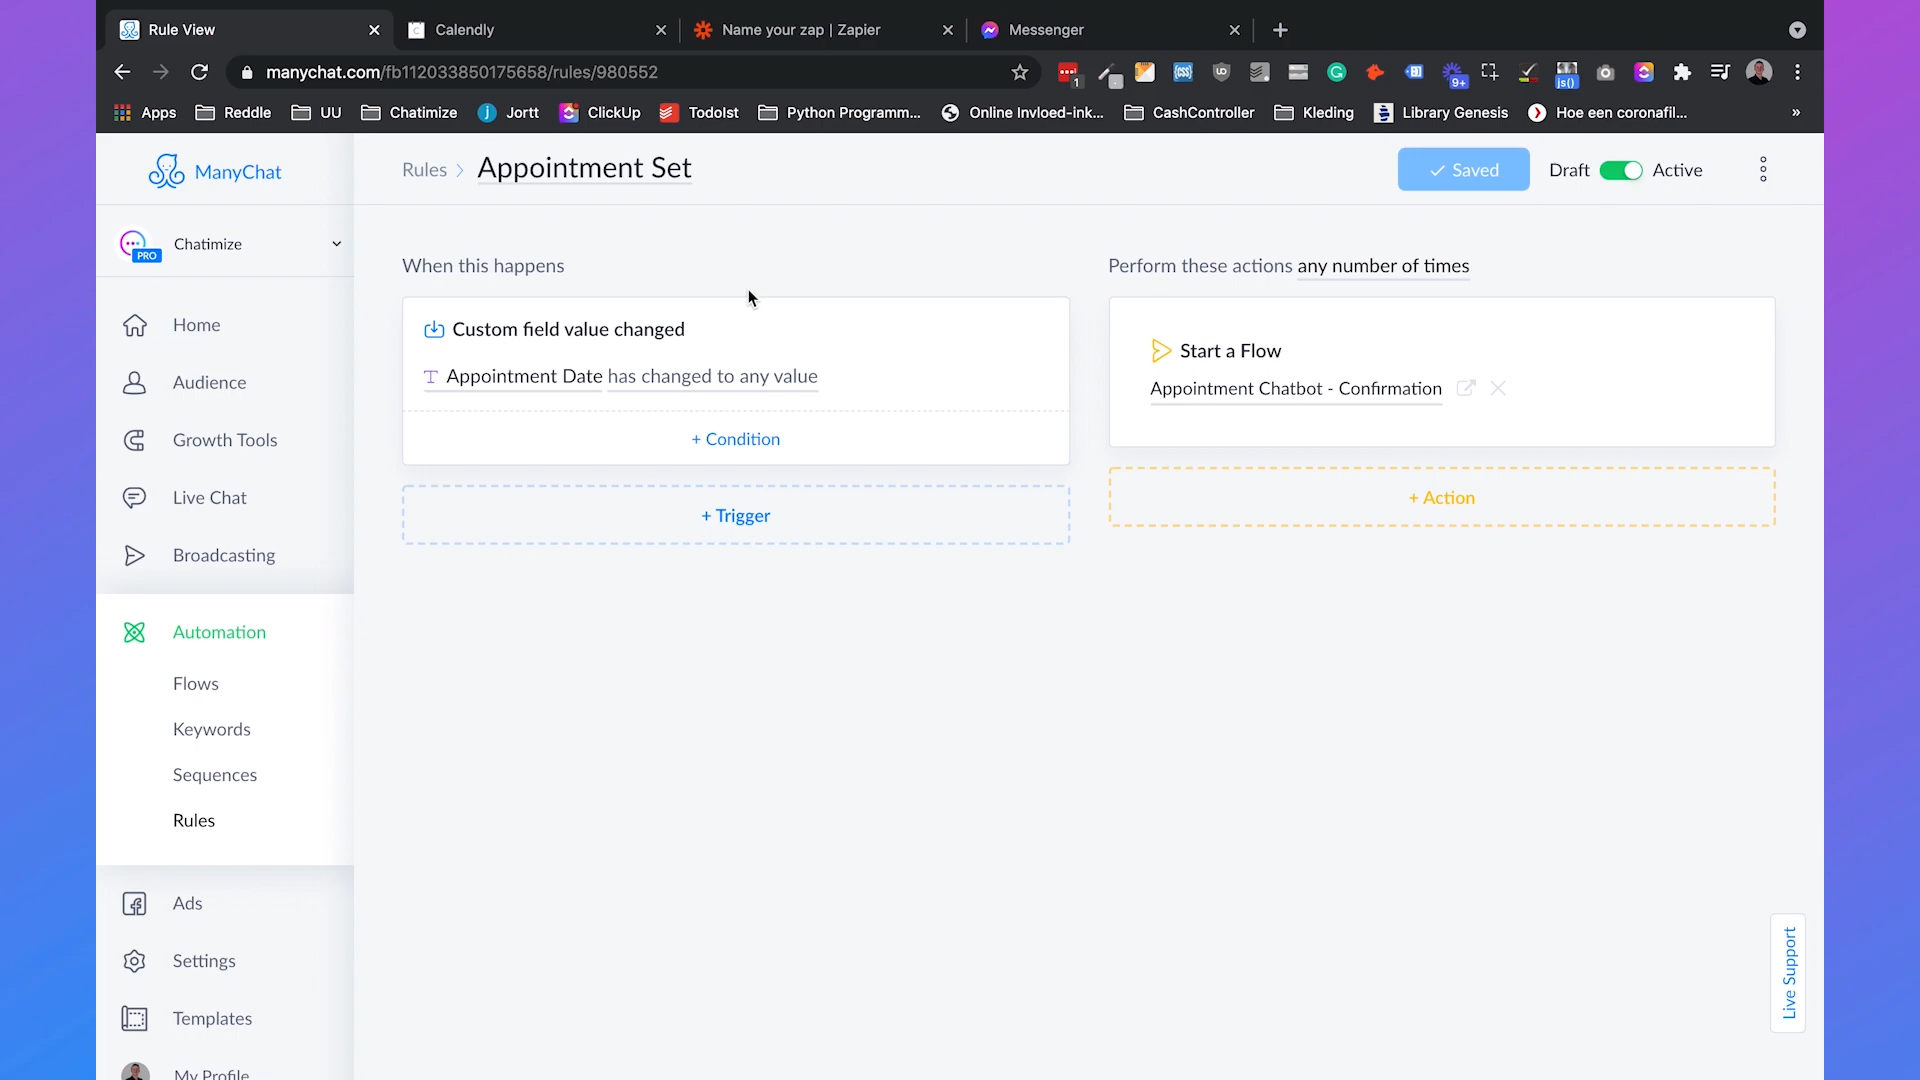 Rule View
Calendly
Name your zap | Zapier
Messenger
manychat.com/fb112033850175658/rules/980552
1
9+
js()
Apps
Reddle
UU
Chatimize
Jortt
ClickUp
TodoIst
Python Programm...
Online Invloed-ink...
CashController
Kleding
Library Genesis
Hoe een coronafil...
»
ManyChat
Rules > Appointment Set
Saved
Draft
Active
PRO
Chatimize
When this happens
Perform these actions any number of times
Custom field value changed
Appointment Date has changed to any value
+ Condition
+ Trigger
Start a Flow
Appointment Chatbot - Confirmation
+ Action
Home
Audience
Growth Tools
Live Chat
Broadcasting
Automation
Flows
Keywords
Sequences
Rules
Ads
Settings
Templates
My Profile
Live Support